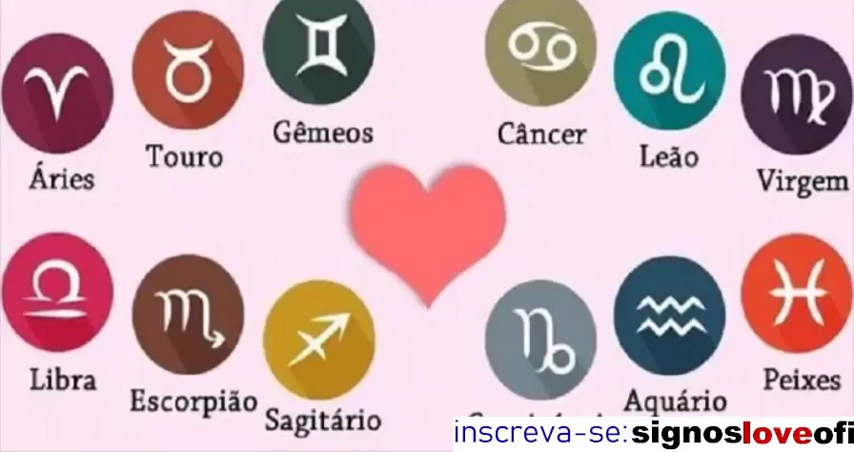 Áries
Touro
Gêmeos
Câncer
Leão
Virgem
Libra
Escorpião
Sagitário
Aquário
Peixes
inscreva-se:signosloveofi